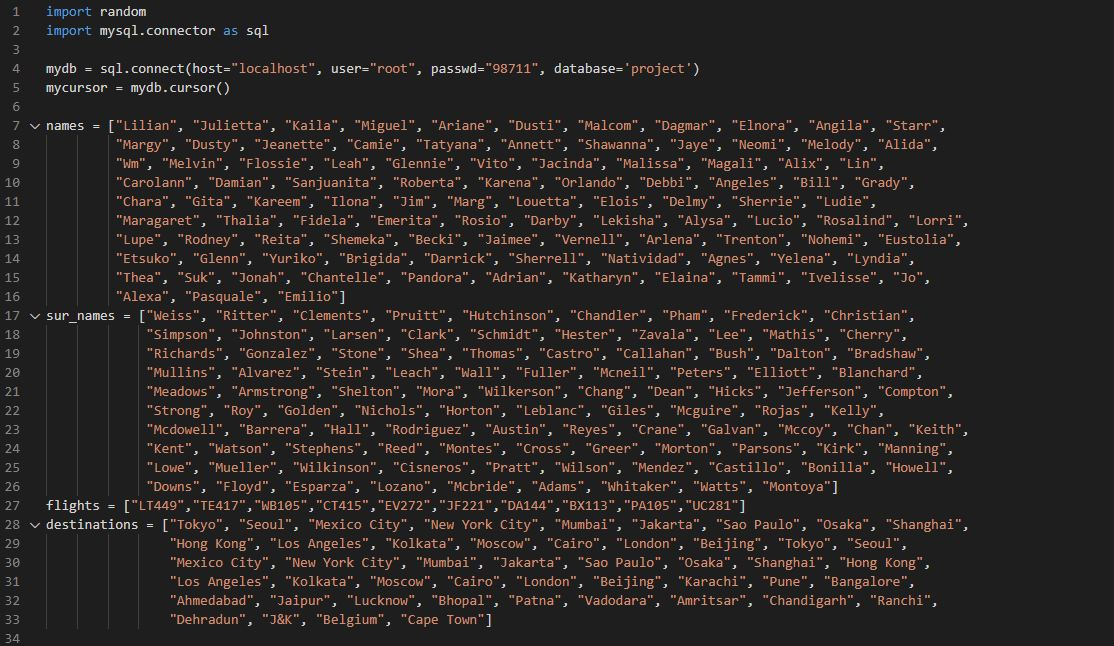 1 import random
2 import mysql.connector as sql
3
4 mydb = sql.connect(host="localhost", user="root", passwd="98711", database='project')
5 mycursor = mydb.cursor()
6
7 names = ["Lilian", "Julietta", "Kaila", "Miguel", "Ariane", "Dusti", "Malcom", "Dagmar", "Elnora", "Angila", "Starr",
8 "Margy", "Dusty", "Jeanette", "Camie", "Tatyana", "Annett", "Shawanna", "Jaye", "Neomi", "Melody", "Alida",
9 "Wm", "Melvin", "Flossie", "Leah", "Glennie", "Vito", "Jacinda", "Malissa", "Magali", "Alix", "Lin",
10 "Carolann", "Damian", "Sanjuanita", "Roberta", "Karena", "Orlando", "Debbi", "Angeles", "Bill", "Grady",
11 "Chara", "Gita", "Kareem", "Ilona", "Jim", "Marg", "Louetta", "Elois", "Delmy", "Sherrie", "Ludie",
12 "Maragaret", "Thalia", "Fidela", "Emerita", "Rosio", "Darby", "Lekisha", "Alysa", "Lucio", "Rosalind", "Lorri",
13 "Lupe", "Rodney", "Reita", "Shemeka", "Becki", "Jaimee", "Vernell", "Arlena", "Trenton", "Nohemi", "Eustolia",
14 "Etsuko", "Glenn", "Yuriko", "Brigida", "Darrick", "Sherrell", "Natividad", "Agnes", "Yelena", "Lyndia",
15 "Thea", "Suk", "Jonah", "Chantelle", "Pandora", "Adrian", "Katharyn", "Elaina", "Tammi", "Ivelisse", "Jo",
16 "Alexa", "Pasquale", "Emilio"]
17 sur_names = ["Weiss", "Ritter", "Clements", "Pruitt", "Hutchinson", "Chandler", "Pham", "Frederick", "Christian",
18 "Simpson", "Johnston", "Larsen", "Clark", "Schmidt", "Hester", "Zavala", "Lee", "Mathis", "Cherry",
19 "Richards", "Gonzalez", "Stone", "Shea", "Thomas", "Castro", "Callahan", "Bush", "Dalton", "Bradshaw",
20 "Mullins", "Alvarez", "Stein", "Leach", "Wall", "Fuller", "Mcneil", "Peters", "Elliott", "Blanchard",
21 "Meadows", "Armstrong", "Shelton", "Mora", "Wilkerson", "Chang", "Dean", "Hicks", "Jefferson", "Compton",
22 "Strong", "Roy", "Golden", "Nichols", "Horton", "Leblanc", "Giles", "Mcguire", "Rojas", "Kelly",
23 "Mcdowell", "Barrera", "Hall", "Rodriguez", "Austin", "Reyes", "Crane", "Galvan", "Mccoy", "Chan", "Keith",
24 "Kent", "Watson", "Stephens", "Reed", "Montes", "Cross", "Greer", "Morton", "Parsons", "Kirk", "Manning",
25 "Lowe", "Mueller", "Wilkinson", "Cisneros", "Pratt", "Wilson", "Mendez", "Castillo", "Bonilla", "Howell",
26 "Downs", "Floyd", "Esparza", "Lozano", "Mcbride", "Adams", "Whitaker", "Watts", "Montoya"]
27 flights = ["LT449","TE417","WB105","CT415","EV272","JF221","DA144","BX113","PA105","UC281"]
28 destinations = ["Tokyo", "Seoul", "Mexico City", "New York City", "Mumbai", "Jakarta", "Sao Paulo", "Osaka", "Shanghai",
29 "Hong Kong", "Los Angeles", "Kolkata", "Moscow", "Cairo", "London", "Beijing", "Tokyo", "Seoul",
30 "Mexico City", "New York City", "Mumbai", "Jakarta", "Sao Paulo", "Osaka", "Shanghai", "Hong Kong",
31 "Los Angeles", "Kolkata", "Moscow", "Cairo", "London", "Beijing", "Karachi", "Pune", "Bangalore",
32 "Ahmedabad", "Jaipur", "Lucknow", "Bhopal", "Patna", "Vadodara", "Amritsar", "Chandigarh", "Ranchi",
33 "Dehradun", "J&K", "Belgium", "Cape Town"]
34